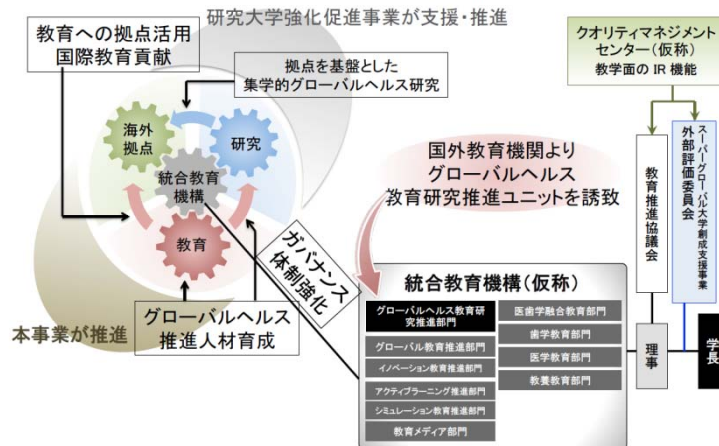 研究大学強化促進事業が支援・推進
教育への拠点活用
国際教育貢献
拠点を基盤とした
集学的グローバルヘルス研究
海外
拠点
研究
統合教育
機構
教育
本事業が推進
グローバルヘルス
推進人材育成
ガバナンス
体制強化
国外教育機関より
グローバルヘルス
教育研究推進ユニットを誘致
統合教育機構(仮称)
グローバルヘルス教育研
究推進部門
グローバル教育推進部門
イノベーション教育推進部門
アクティブラーニング推進部門
シミュレーション教育推進部門
教育メディア部門
医歯学融合教育部門
歯学教育部門
医学教育部門
教養教育部門
クオリティマネジメント
センター(仮称)
教学面の IR 機能
教育推進協議会
スーパーグローバル大学創成支援事業
外部評価委員会
理事
学長